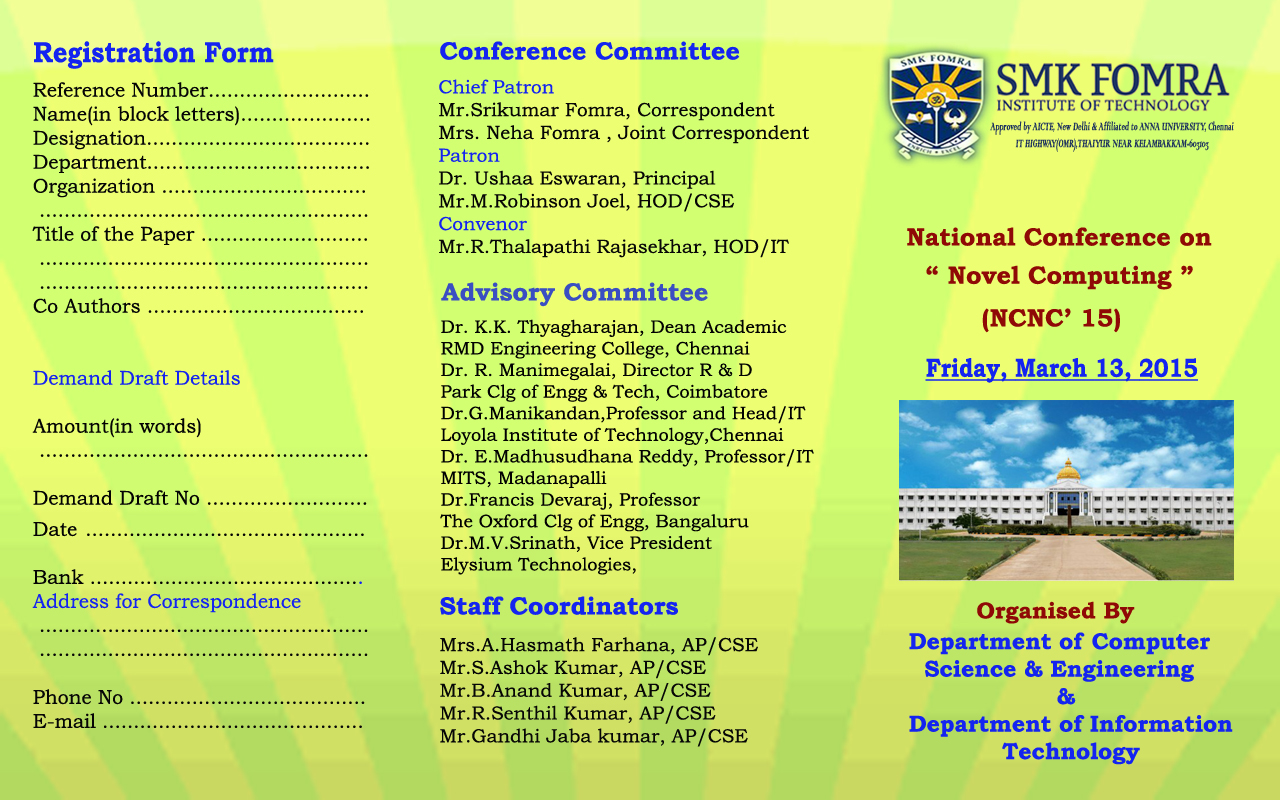 Registration Form
Reference Number..........................
Name(in block letters).....................
Designation....................................
Department....................................
Organization .................................
.....................................................
Title of the Paper ...........................
.....................................................
.....................................................
Co Authors ...................................
Demand Draft Details
Amount(in words)
.....................................................
Demand Draft No ..........................
Date .............................................
Bank ............................................
Address for Correspondence
.....................................................
.....................................................
Phone No ......................................
E-mail ..........................................
Conference Committee
Chief Patron
Mr.Srikumar Fomra, Correspondent
Mrs. Neha Fomra , Joint Correspondent
Patron
Dr. Ushaa Eswaran, Principal
Mr.M.Robinson Joel, HOD/CSE
Convenor
Mr.R.Thalapathi Rajasekhar, HOD/IT
Advisory Committee
Dr. K.K. Thyagharajan, Dean Academic
RMD Engineering College, Chennai
Dr. R. Manimegalai, Director R & D
Park Clg of Engg & Tech, Coimbatore
Dr.G.Manikandan,Professor and Head/IT
Loyola Institute of Technology,Chennai
Dr. E.Madhusudhana Reddy, Professor/IT
MITS, Madanapalli
Dr.Francis Devaraj, Professor
The Oxford Clg of Engg, Bangaluru
Dr.M.V.Srinath, Vice President
Elysium Technologies,
Staff Coordinators
Mrs.A.Hasmath Farhana, AP/CSE
Mr.S.Ashok Kumar, AP/CSE
Mr.B.Anand Kumar, AP/CSE
Mr.R.Senthil Kumar, AP/CSE
Mr.Gandhi Jaba kumar, AP/CSE
SMK FOMRA
ENRICH EXCEL
SMK FOMRA
INSTITUTE OF TECHNOLOGY
Approved by AICTE, New Delhi & Affiliated to ANNA UNIVERSITY, Chennai
IT HIGHWAY(OMR),THAIYUR NEAR KELAMBAKKAM-603103
National Conference on
“ Novel Computing ”
(NCNC’ 15)
Friday, March 13, 2015
Organised By
Department of Computer
Science & Engineering
&
Department of Information
Technology